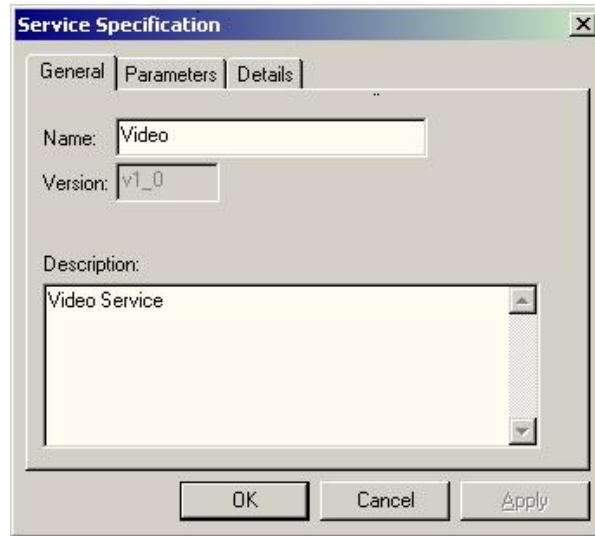 Service Specification
General Parameters Details
Name: Video
Version: v1_0
Description:
Video Service
OK Cancel Apply